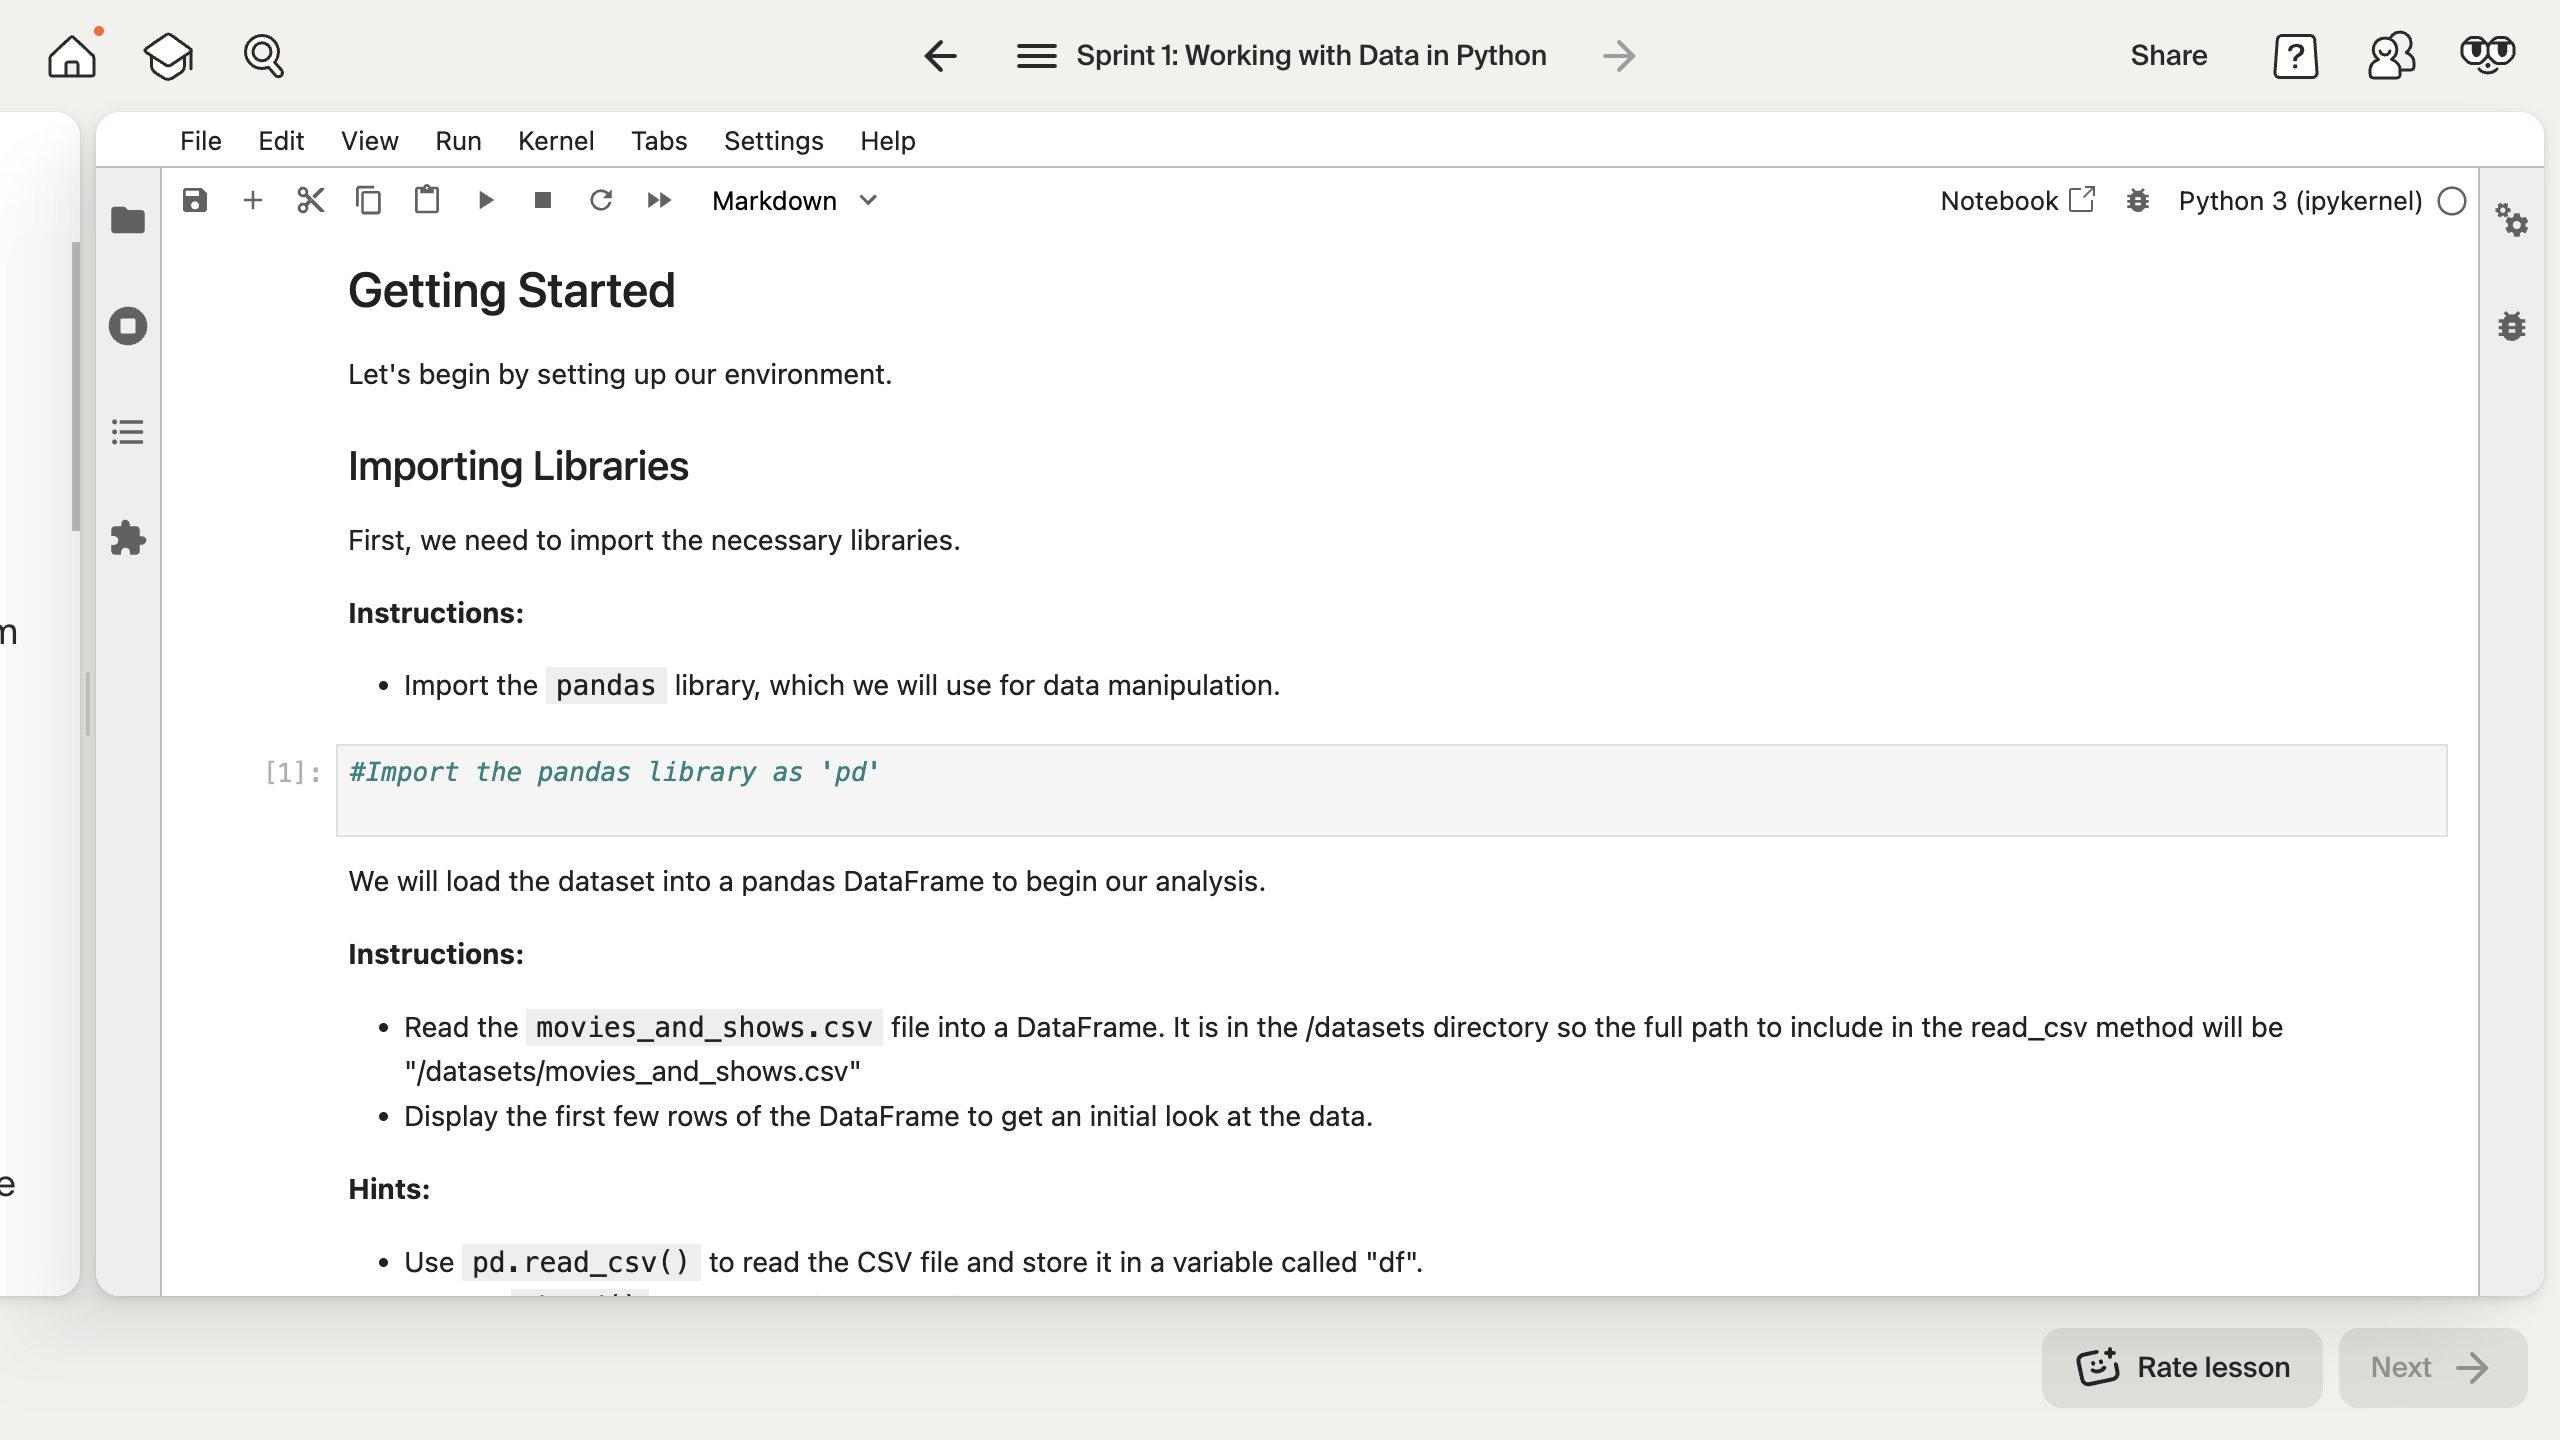 Sprint 1: Working with Data in Python
Share
?
File Edit View Run Kernel Tabs Settings Help
Markdown
Notebook
Python 3 (ipykernel)
Getting Started
Let's begin by setting up our environment.
Importing Libraries
First, we need to import the necessary libraries.
Instructions:
• Import the pandas library, which we will use for data manipulation.
[1]: #Import the pandas library as 'pd'
We will load the dataset into a pandas DataFrame to begin our analysis.
Instructions:
• Read the movies_and_shows.csv file into a DataFrame. It is in the /datasets directory so the full path to include in the read_csv method will be
"/datasets/movies_and_shows.csv"
• Display the first few rows of the DataFrame to get an initial look at the data.
Hints:
• Use pd.read_csv() to read the CSV file and store it in a variable called "df".
Rate lesson
Next